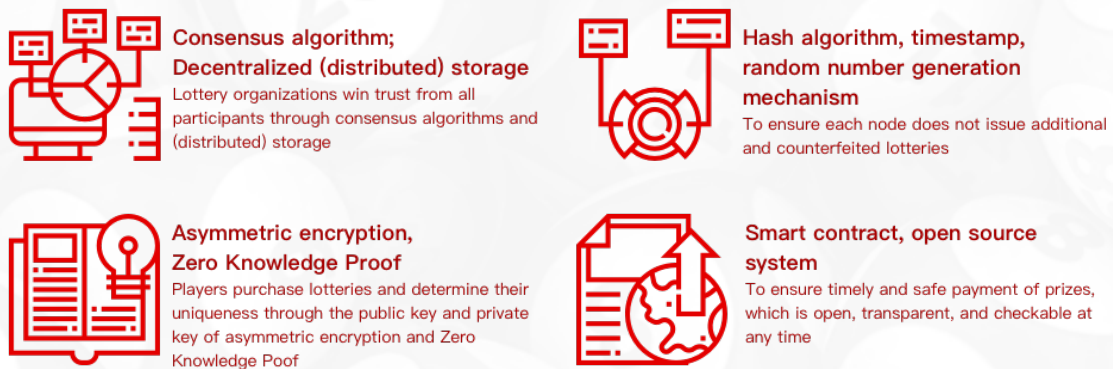 Consensus algorithm;
Decentralized (distributed) storage
Lottery organizations win trust from all
participants through consensus algorithms and
(distributed) storage
Hash algorithm, timestamp,
random number generation
mechanism
To ensure each node does not issue additional
and counterfeited lotteries
Asymmetric encryption,
Zero Knowledge Proof
Players purchase lotteries and determine their
uniqueness through the public key and private
key of asymmetric encryption and Zero
Knowledge Poof
Smart contract, open source
system
To ensure timely and safe payment of prizes,
which is open, transparent, and checkable at
any time